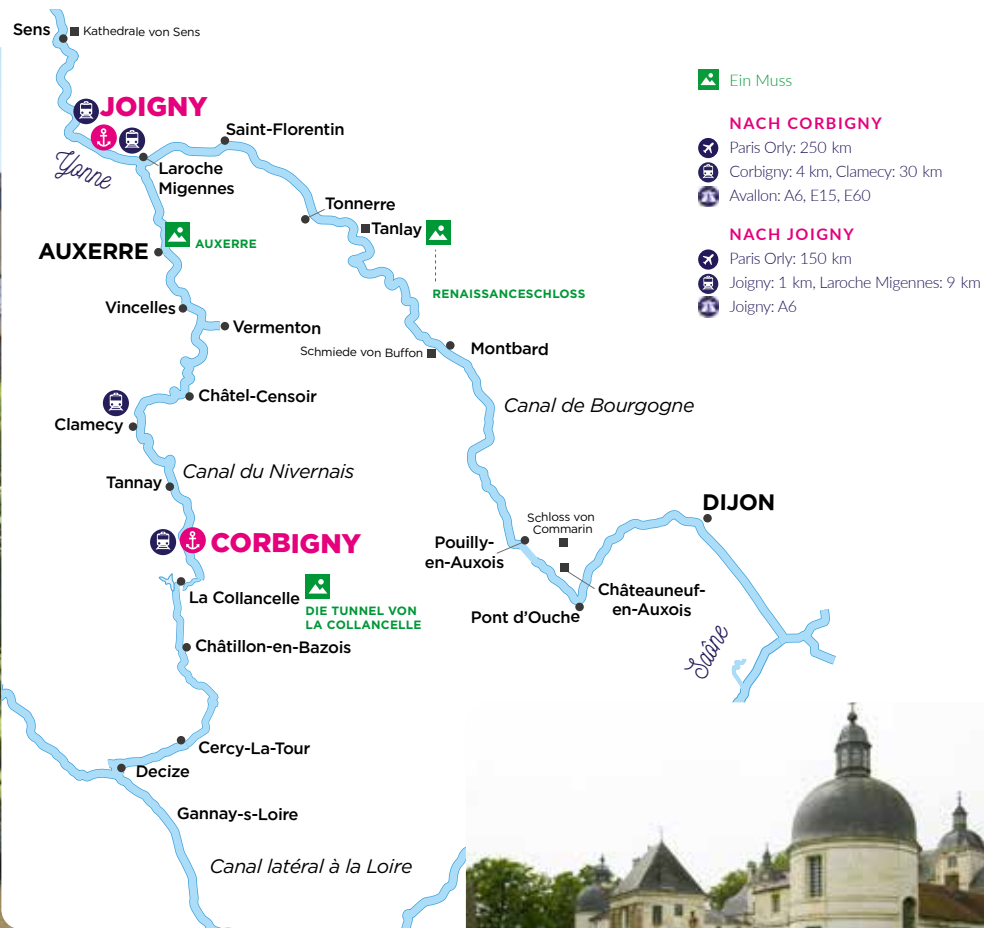 Sens
Kathedrale von Sens
JOIGNY
Yonne
Saint-Florentin
Laroche
Migennes
Tonnerre
Tanlay
AUXERRE
AUXERRE
RENAISSANCESCHLOSS
Vincelles
Vermenton
Schmiede von Buffon
Montbard
Châtel-Censoir
Canal de Bourgogne
Clamecy
Canal du Nivernais
Tannay
CORBIGNY
Schloss von
Commarin
DIJON
Pouilly-
en-Auxois
Châteauneuf-
en-Auxois
Pont d'Ouche
La Collancelle
DIE TUNNEL VON
LA COLLANCELLE
Châtillon-en-Bazois
Saône
Cercy-La-Tour
Decize
Gannay-s-Loire
Canal latéral à la Loire
Ein Muss
NACH CORBIGNY
Paris Orly: 250 km
Corbigny: 4 km, Clamecy: 30 km
Avallon: A6, E15, E60
NACH JOIGNY
Paris Orly: 150 km
Joigny: 1 km, Laroche Migennes: 9 km
Joigny: A6